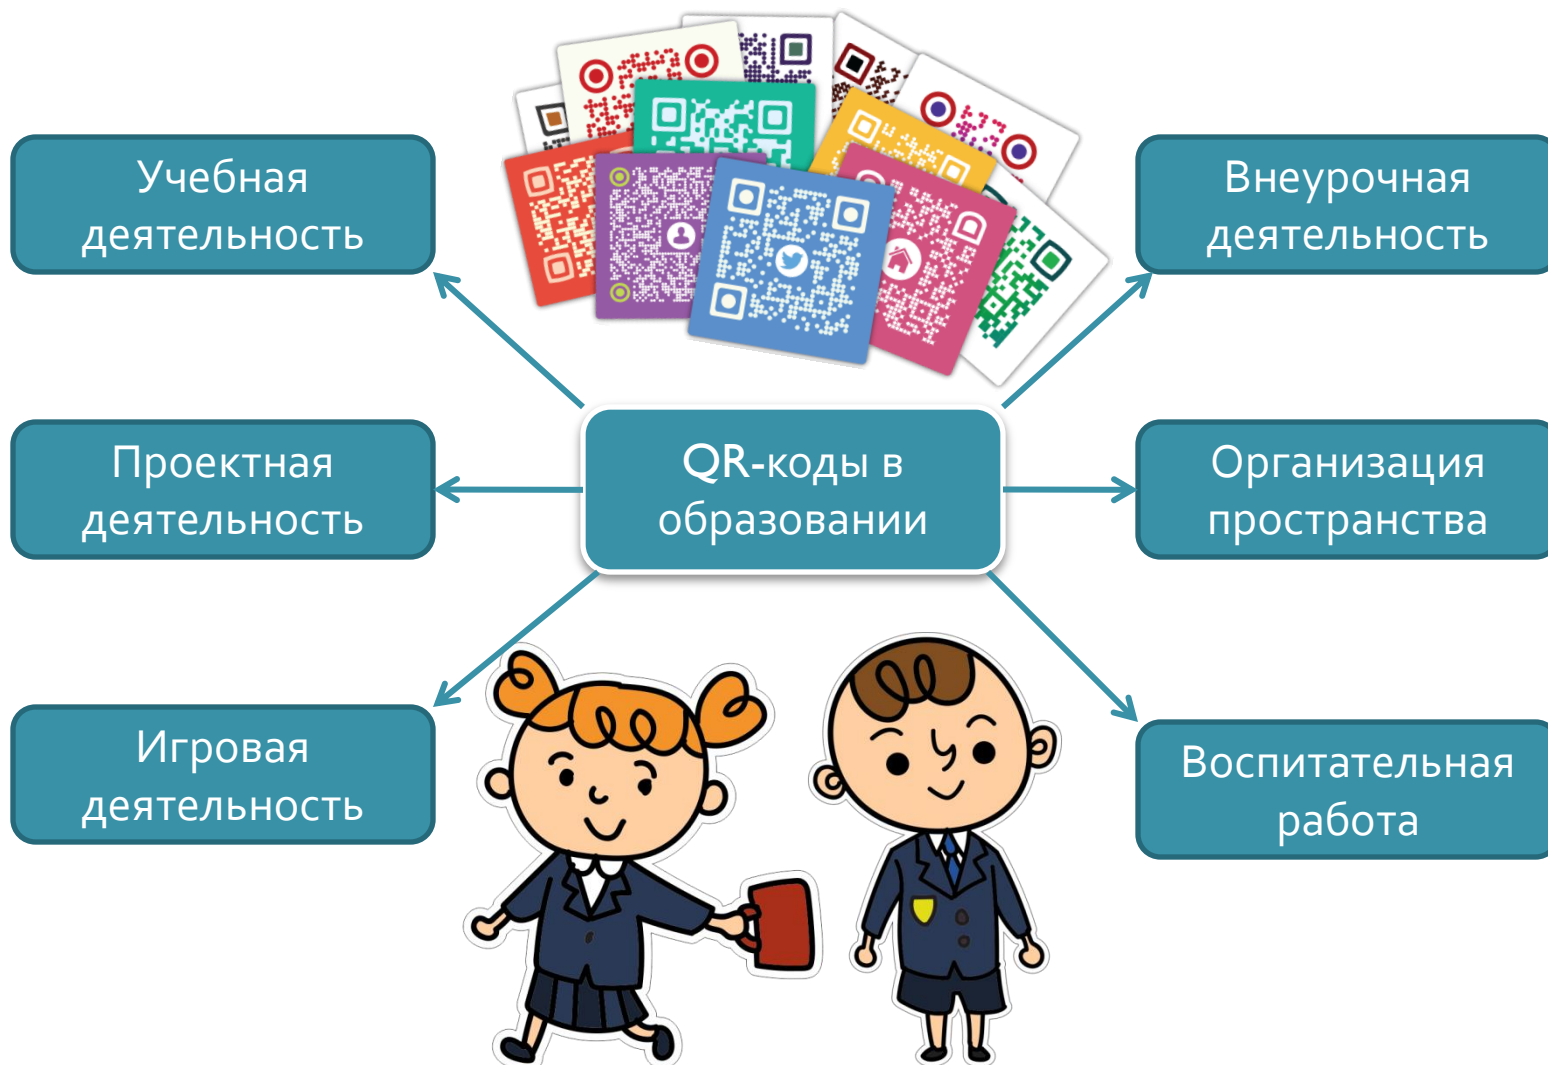 Учебная
деятельность
Внеурочная
деятельность
Проектная
деятельность
QR-коды в
образовании
Организация
пространства
Игровая
деятельность
Воспитательная
работа